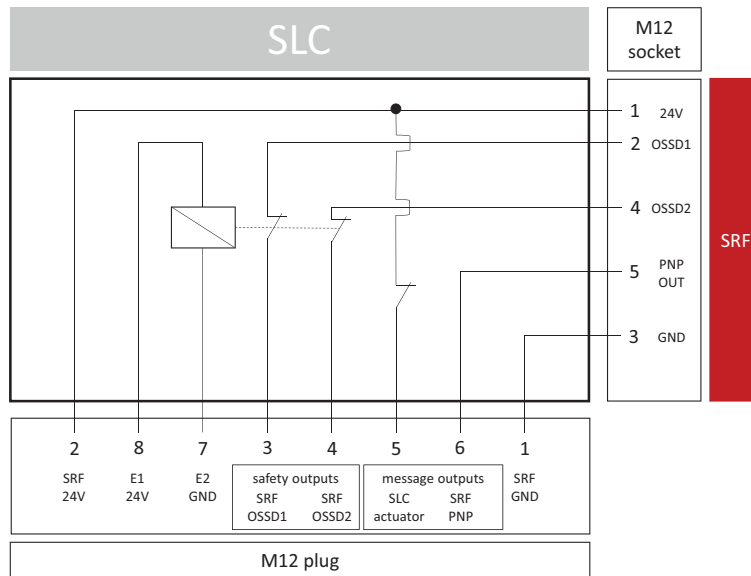 SLC
M12
socket
1 24V
2 OSSD1
4 OSSD2
SRF
5 PNP
OUT
3 GND
2 8 7 3 4 5 6 1
SRF E1 E2 safety outputs message outputs SRF
24V 24V GND SRF SRF SLC SRF GND
OSSD1 OSSD2 actuator PNP
M12 plug